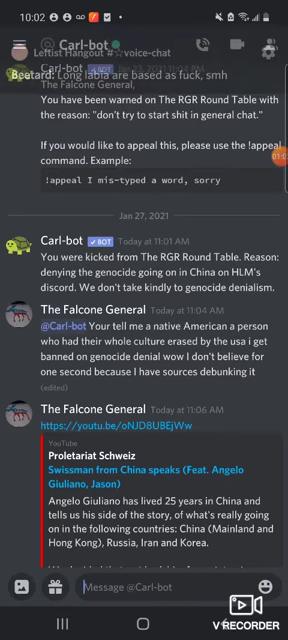 10:02
@ Carl-bot
Leftist Hangout #☆voice-chat
Carl-bot BOT Jan 23, 2021 11:04 PM
Beetard: Long labia are based as fuck, smh
The Falcone General,
You have been warned on The RGR Round Table with
the reason: "don't try to start shit in general chat."
If you would like to appeal this, please use the !appeal
command. Example:
!appeal I mis-typed a word, sorry
Jan 27, 2021
Carl-bot ✓BOT Today at 11:01 AM
You were kicked from The RGR Round Table. Reason:
denying the genocide going on in China on HLM's
discord. We don't take kindly to genocide denialism.
The Falcone General Today at 11:04 AM
@Carl-bot Your tell me a native American a person
who had their whole culture erased by the usa i get
banned on genocide denial wow I don't believe for
one second because I have sources debunking it
(edited)
The Falcone General Today at 11:06 AM
https://youtu.be/oNJD8UBEjWw
YouTube
Proletariat Schweiz
Swissman from China speaks (Feat. Angelo
Giuliano, Jason)
Angelo Giuliano has lived 25 years in China and
tells us his side of the story, of what's really going
on in the following countries: China (Mainland and
Hong Kong), Russia, Iran and Korea.
Message @Carl-bot
V RECORDER